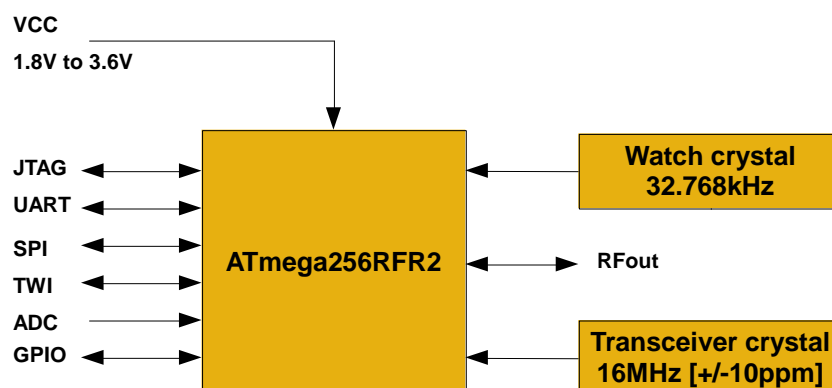 VCC
1.8V to 3.6V
JTAG
UART
SPI
TWI
ADC
GPIO
ATmega256RFR2
Watch crystal
32.768kHz
RFout
Transceiver crystal
16MHz [+/-10ppm]